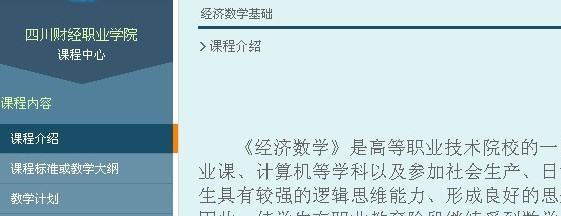 四川财经职业学院
课程中心
课程内容
课程介绍
课程标准或教学大纲
教学计划
经济数学基础
课程介绍
《经济数学》是高等职业技术院校的一
业课、计算机等学科以及参加社会生产、日
生具有较强的逻辑思维能力、形成良好的思